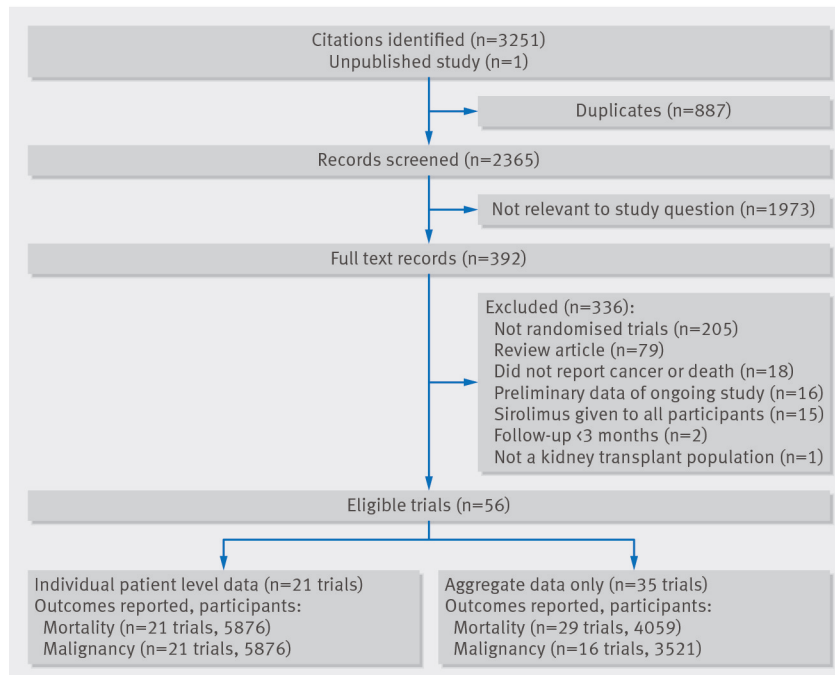 Citations identified (n=3251)
Unpublished study (n=1)
Duplicates (n=887)
Records screened (n=2365)
Not relevant to study question (n=1973)
Full text records (n=392)
Excluded (n=336):
Not randomised trials (n=205)
Review article (n=79)
Did not report cancer or death (n=18)
Preliminary data of ongoing study (n=16)
Sirolimus given to all participants (n=15)
Follow-up <3 months (n=2)
Not a kidney transplant population (n=1)
Eligible trials (n=56)
Individual patient level data (n=21 trials)
Outcomes reported, participants:
Mortality (n=21 trials, 5876)
Malignancy (n=21 trials, 5876)
Aggregate data only (n=35 trials)
Outcomes reported, participants:
Mortality (n=29 trials, 4059)
Malignancy (n=16 trials, 3521)